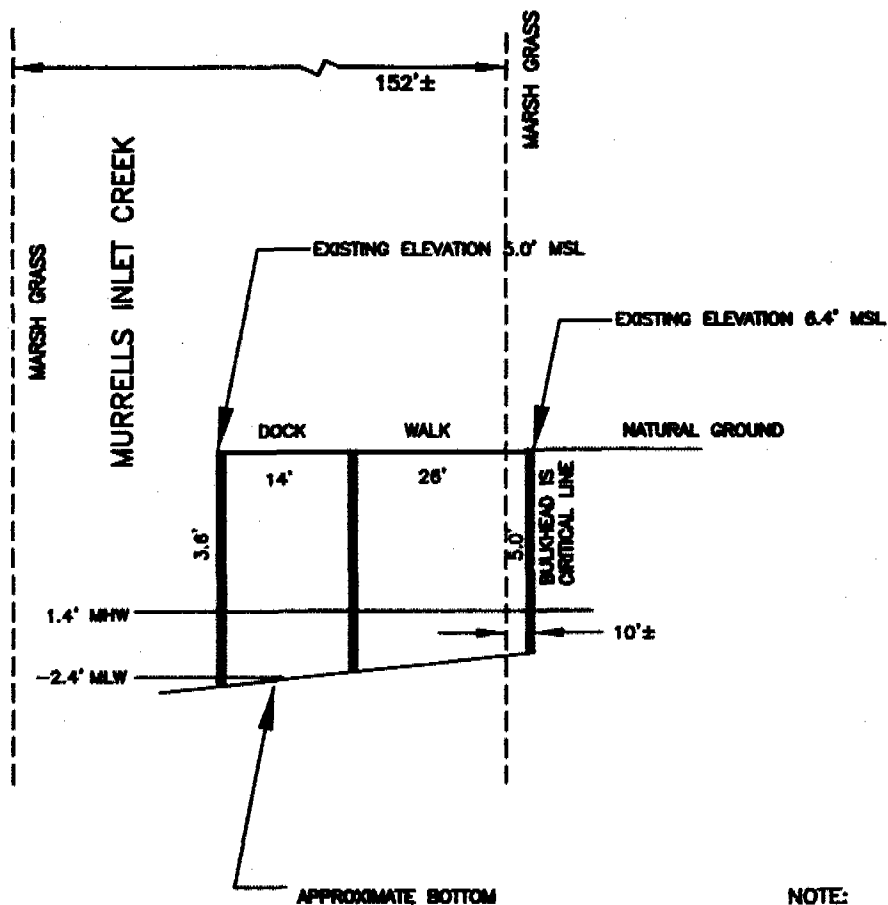 152'±
MARSH GRASS
MURRELLS INLET CREEK
MARSH GRASS
EXISTING ELEVATION 5.0' MSL
EXISTING ELEVATION 6.4' MSL
DOCK
WALK
NATURAL GROUND
14'
26'
3.6'
5.0'
BULKHEAD IS
CIRITICAL LINE
1.4' MHW
10'±
-2.4' MLW
APPROXIMATE BOTTOM
NOTE: